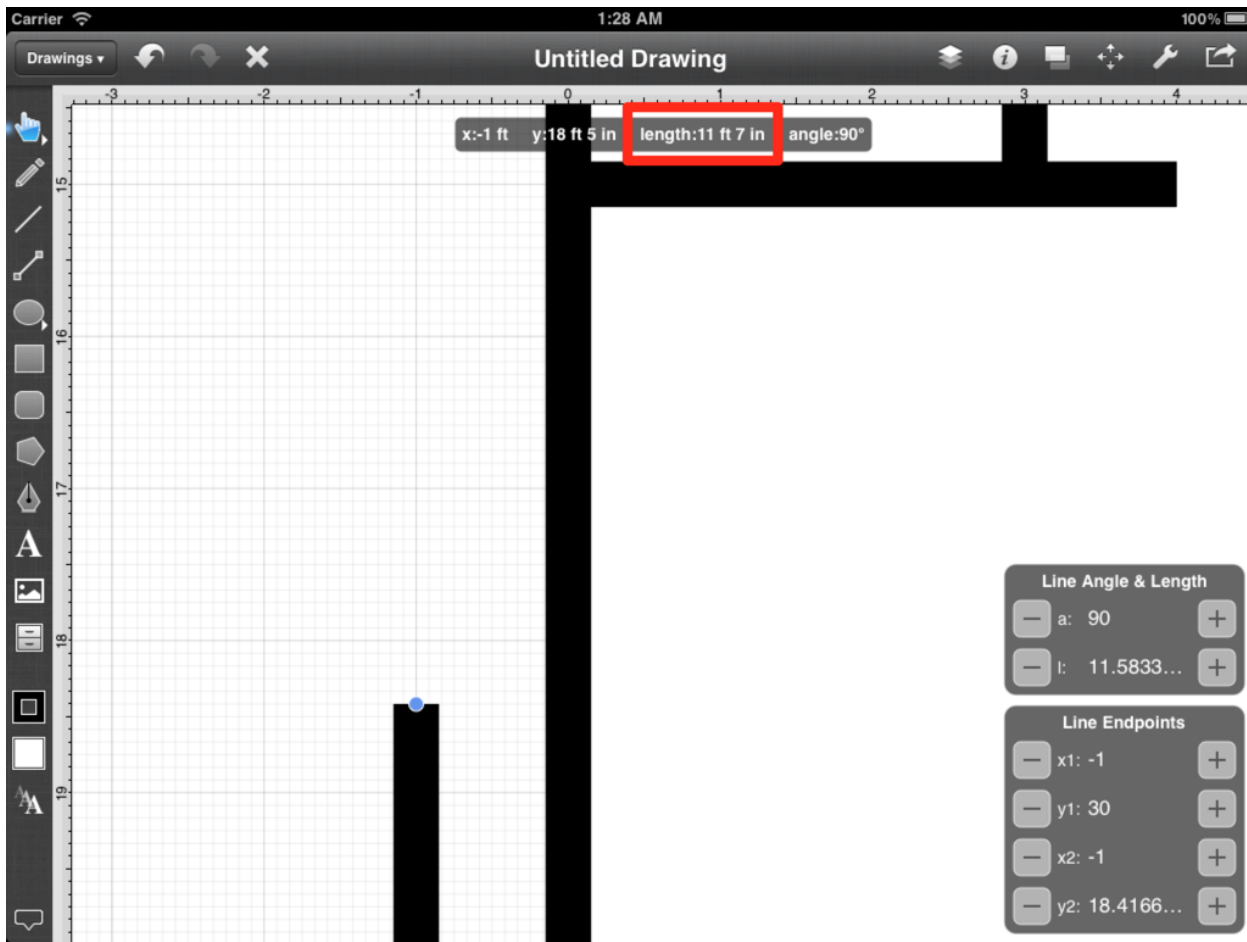 Carrier 1:28 AM 100%
Drawings ▾ Untitled Drawing
-3 -2 -1 0 1 2 3 4
x:-1 ft y:18 ft 5 in length:11 ft 7 in angle:90°
15
16
17
A
18
Line Angle & Length
a: 90
l: 11.5833...
Line Endpoints
x1: -1
19
AAA
y1: 30
x2: -1
y2: 18.4166...